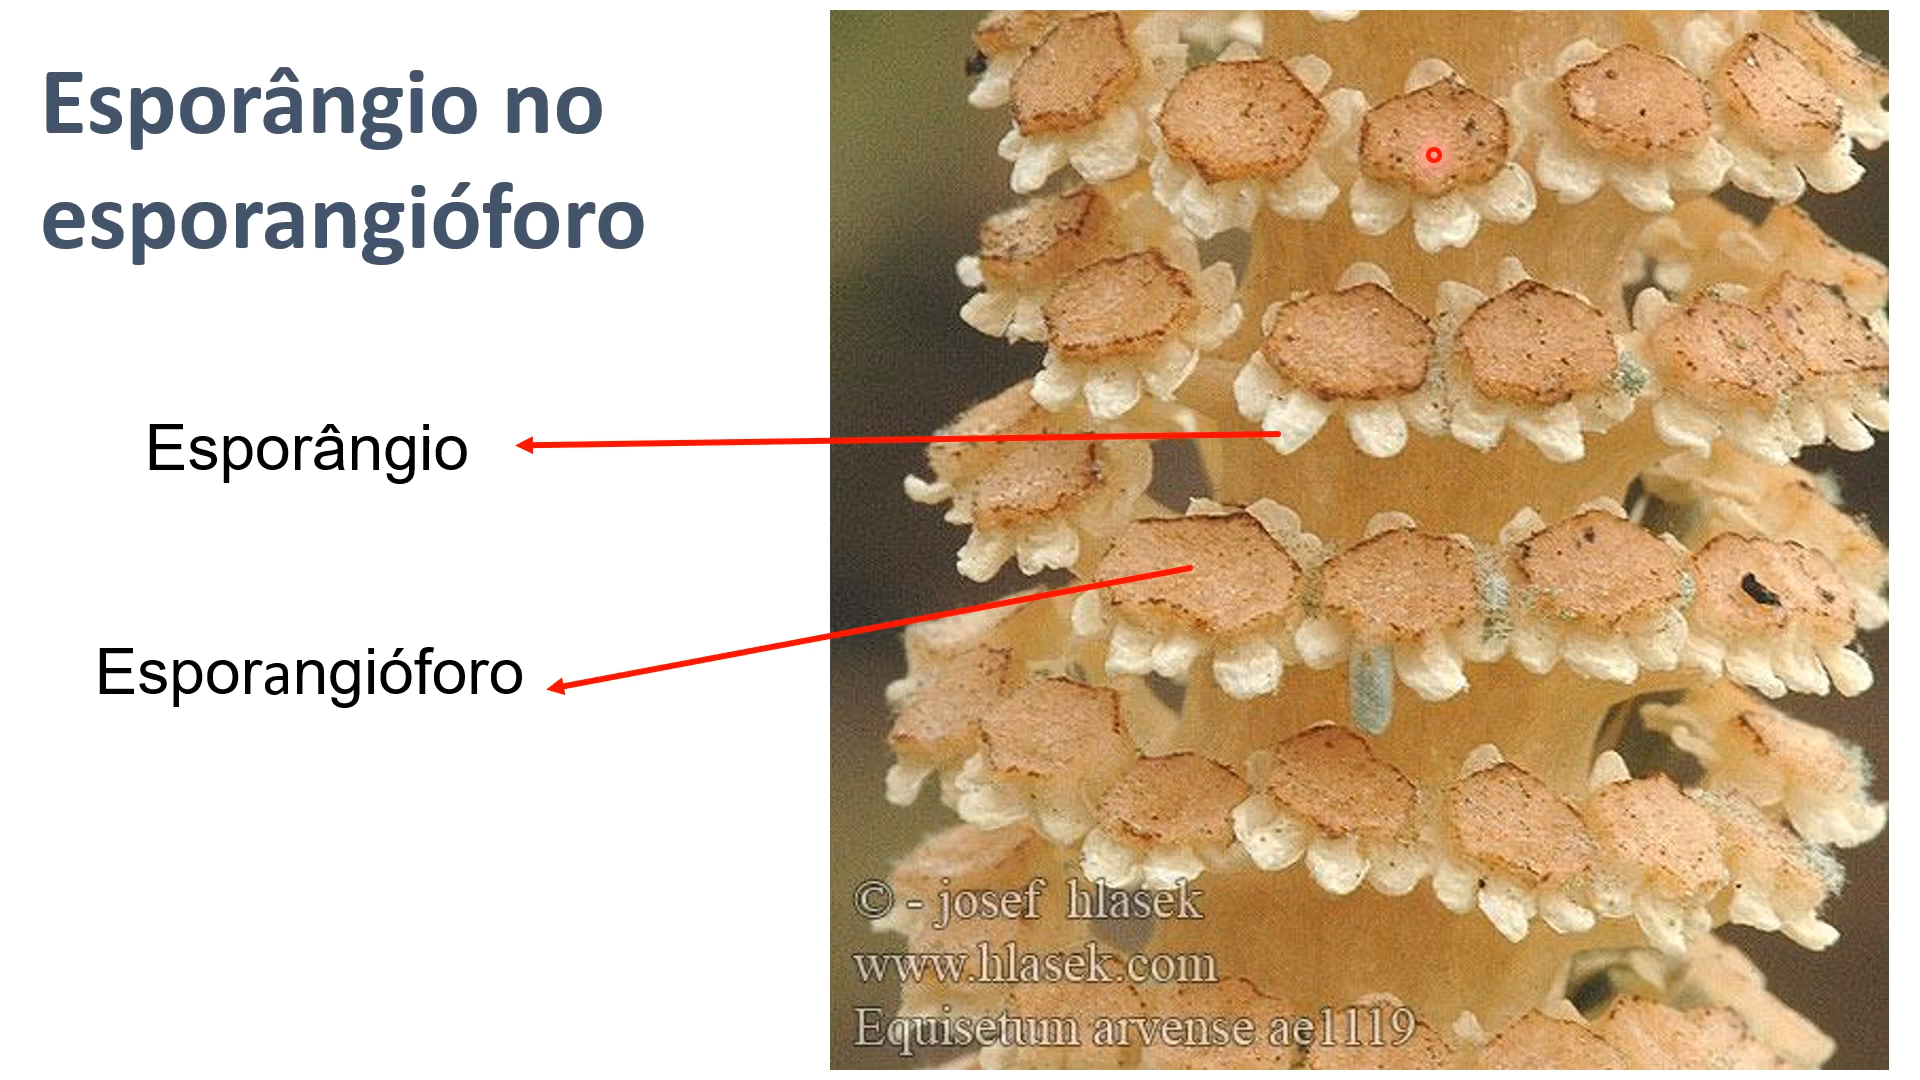 Esporângio no
esporangióforo
Esporângio
Esporangióforo
© - josef hlasek
www.hlasek.com
Equisetum arvense ae1119